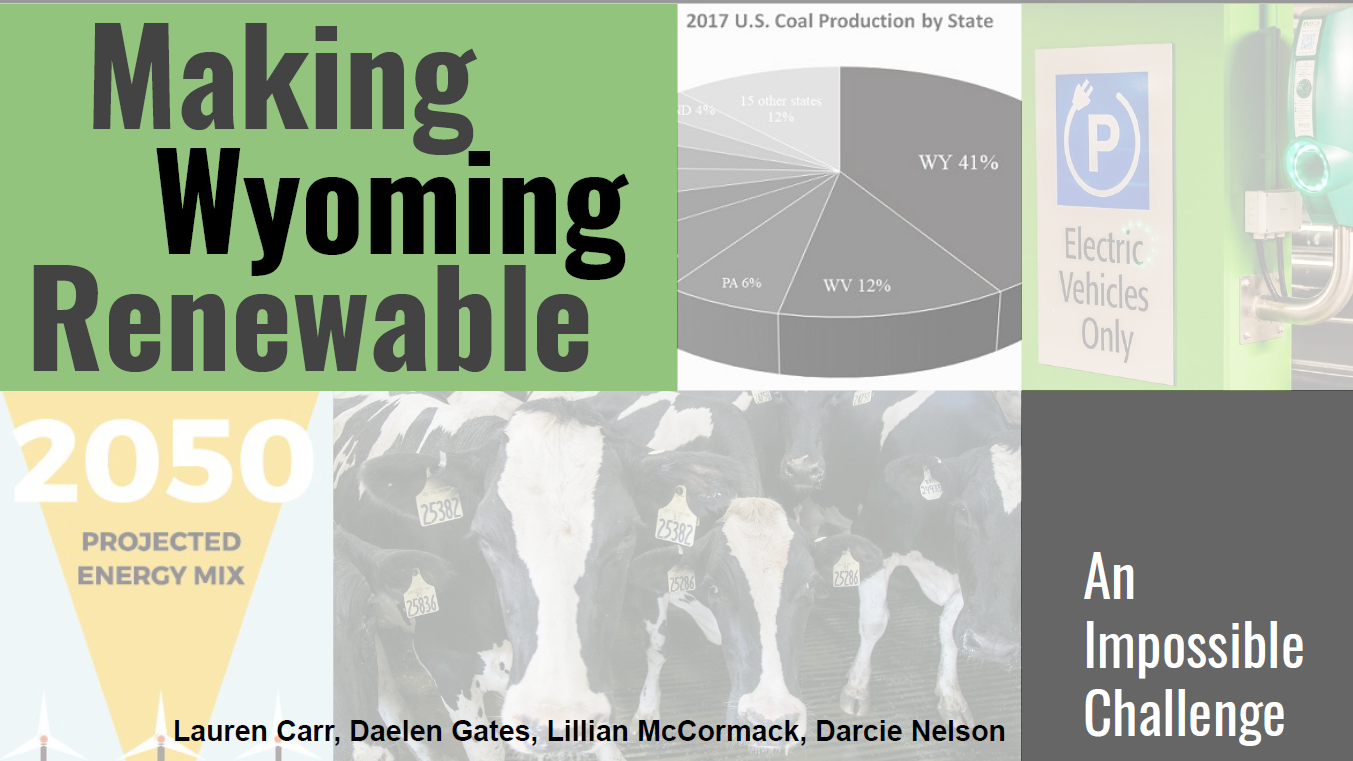 Making
Wyoming
Renewable
2017 U.S. Coal Production by State
ND 4%
15 other states
12%
WY 41%
PA 6%
WV 12%
P
Electric
Vehicles
Only
2050
PROJECTED
ENERGY MIX
25382
25382
25286
25286
25836
An
Impossible
Challenge
Lauren Carr, Daelen Gates, Lillian McCormack, Darcie Nelson